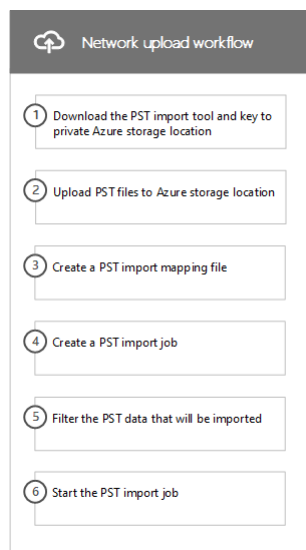 Network upload workflow
1 Download the PST import tool and key to
private Azure storage location
2 Upload PST files to Azure storage location
3 Create a PST import mapping file
4 Create a PST import job
5 Filter the PST data that will be imported
6 Start the PST import job